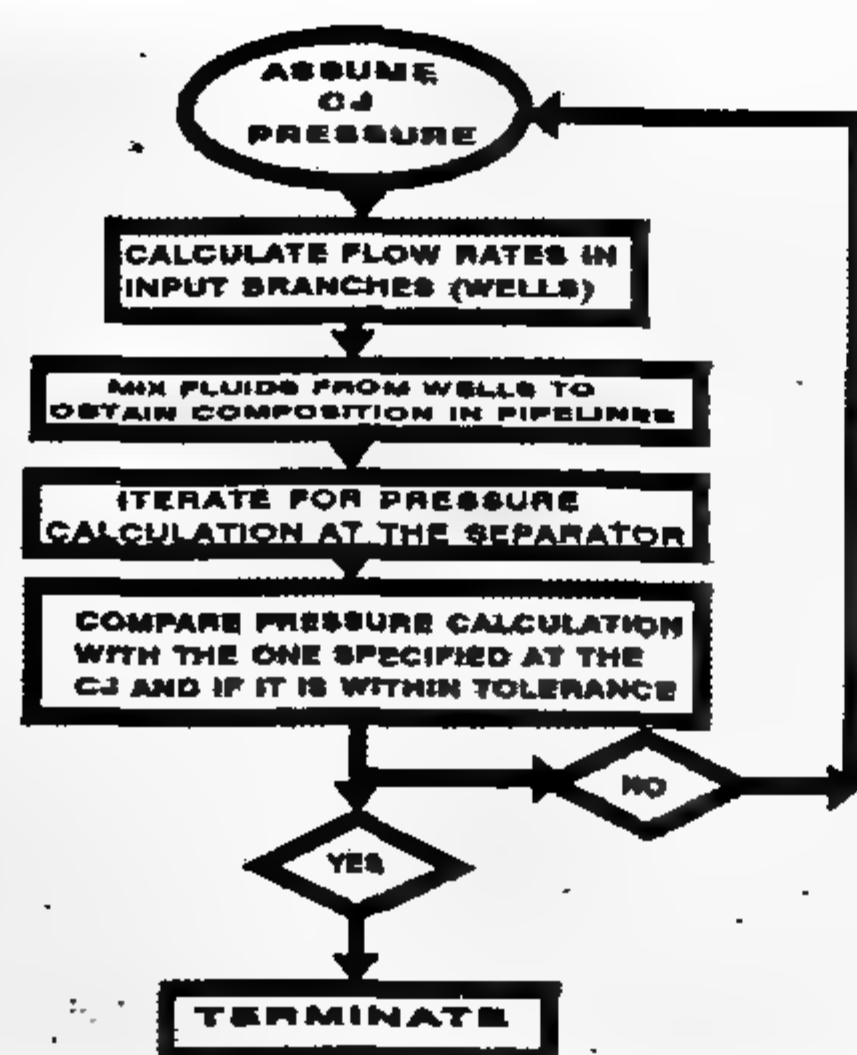 ASSUME
CJ
PRESSURE
CALCULATE FLOW RATES IN
INPUT BRANCHES (WELLS)
MIX FLUIDS FROM WELLS TO
OBTAIN COMPOSITION IN PIPELINES
ITERATE FOR PRESSURE
CALCULATION AT THE SEPARATOR
COMPARE PRESSURE CALCULATION
WITH THE ONE SPECIFIED AT THE
CJ AND IF IT IS WITHIN TOLERANCE
NO
YES
TERMINATE